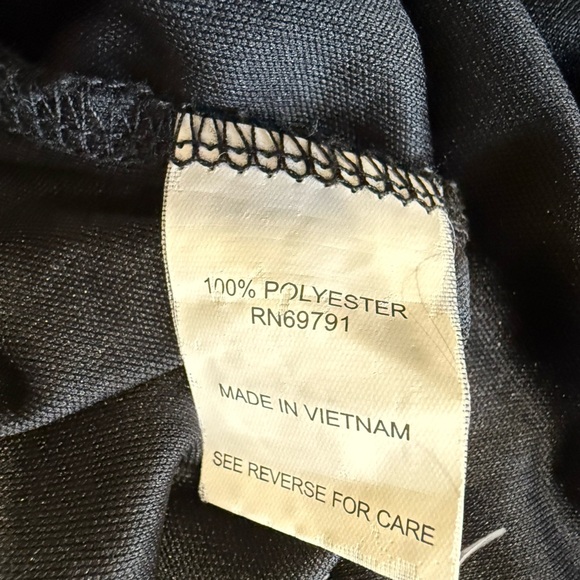 100% POLYESTER
RN69791
MADE IN VIETNAM
SEE REVERSE FOR CARE